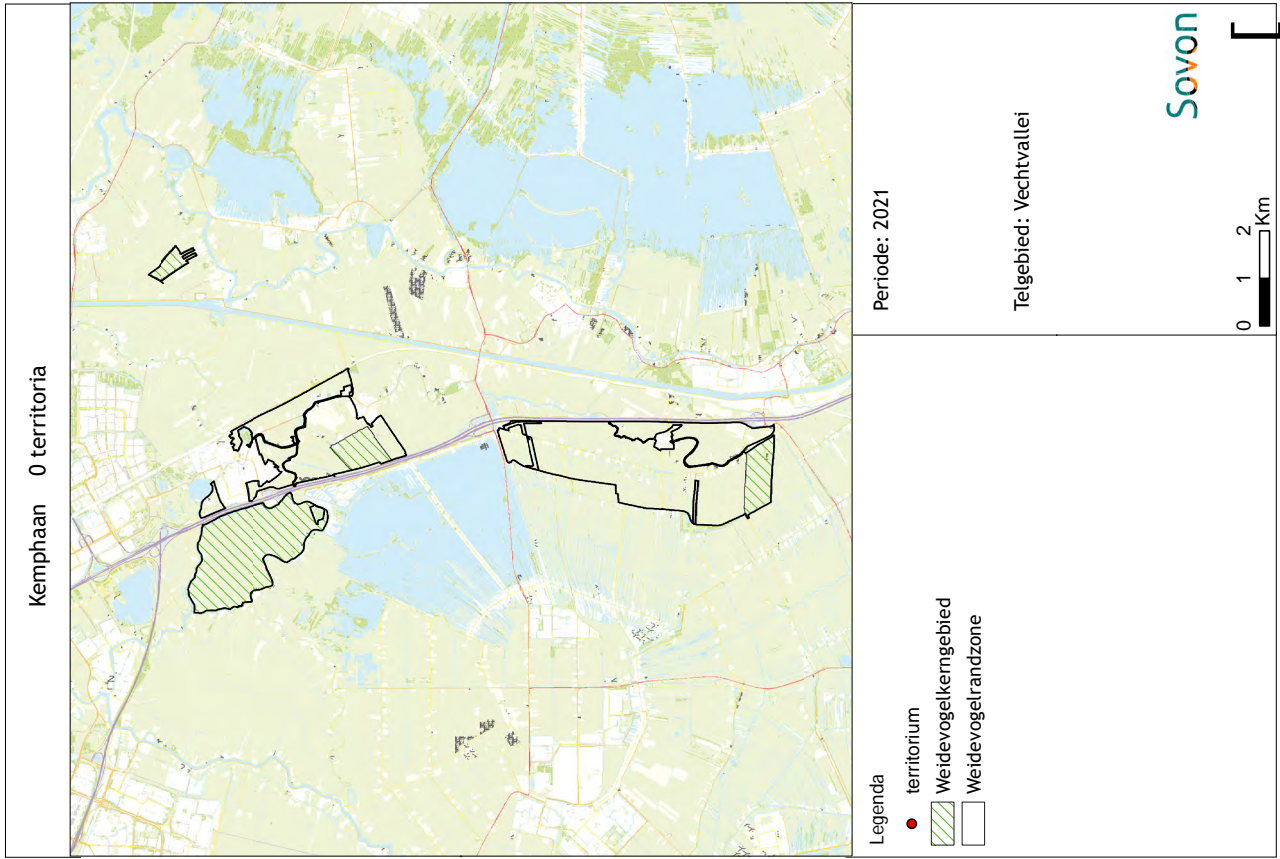 Kemphaan 0 territoria
Legenda
territorium
Weidevogelkerngebied
Weidevogelrandzone
Periode: 2021
Telgebied: Vechtvallei
0 1 2 Km
Sovon